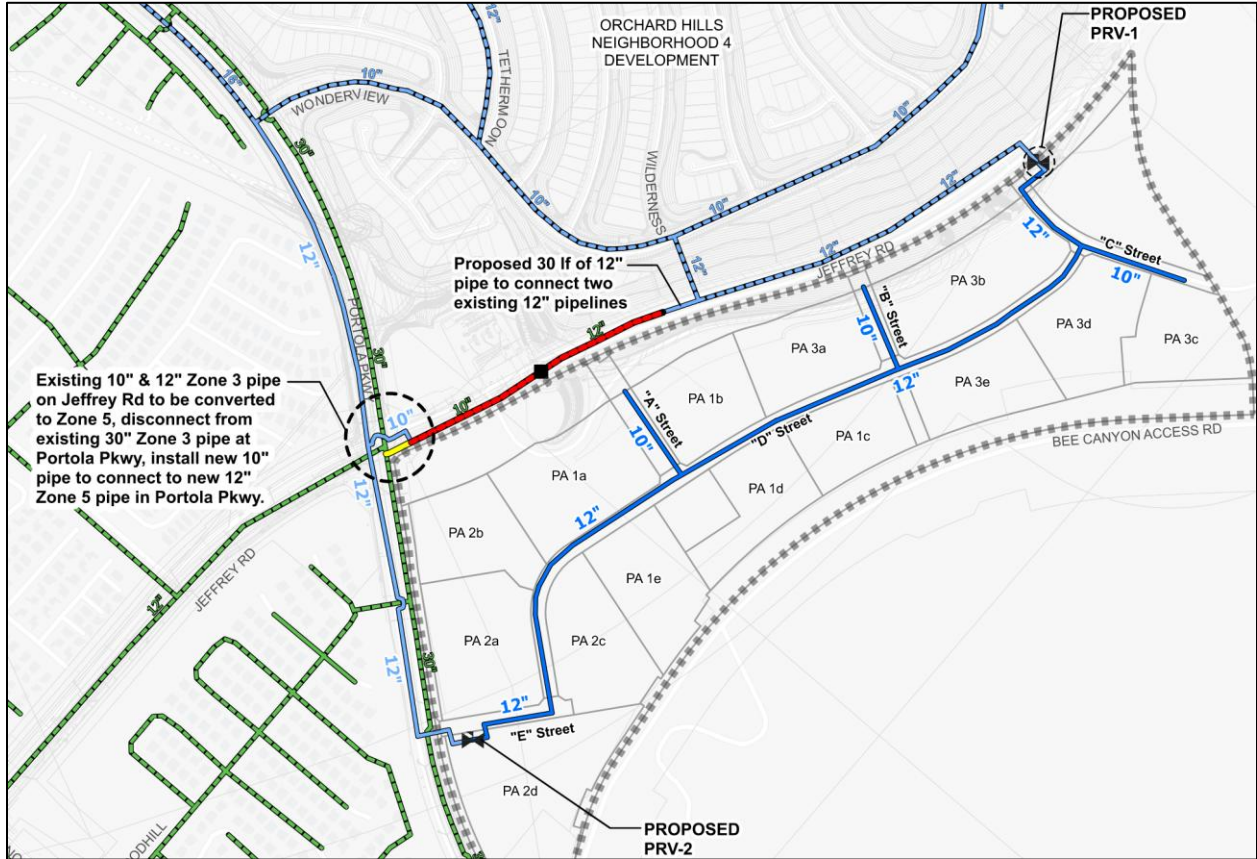 ORCHARD HILLS
NEIGHBORHOOD 4
DEVELOPMENT
PROPOSED
PRV-1
12"
TETHERMOON
16"
10"
WONDERVIEW
30"
10"
10"
WILDERNESS
10"
12"
12"
12"
JEFFREY RD
12"
"C" Street
10"
Proposed 30 lf of 12"
pipe to connect two
existing 12" pipelines
12"
PORTOLA PKWY
30"
12"
"B" Street
10"
PA 3b
PA 3a
PA 3d
PA 3c
PA 3e
12"
Existing 10" & 12" Zone 3 pipe
on Jeffrey Rd to be converted
to Zone 5, disconnect from
existing 30" Zone 3 pipe at
Portola Pkwy, install new 10"
pipe to connect to new 12"
Zone 5 pipe in Portola Pkwy.
10"
10"
12"
"A" Street
10"
PA 1b
"D" Street
PA 1c
BEE CANYON ACCESS RD
PA 1a
PA 1d
12"
PA 2b
PA 1e
JEFFREY RD
12"
PA 2a
PA 2c
12"
30"
12"
"E" Street
PA 2d
PROPOSED
PRV-2
30"